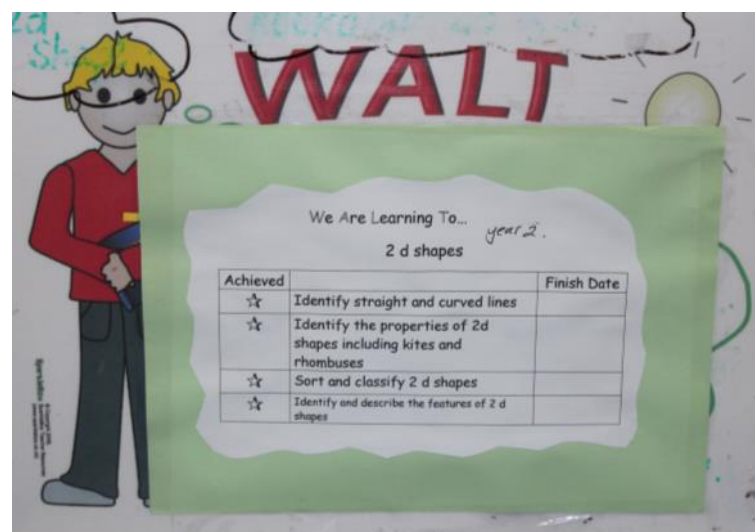 2d
WALT
We Are Learning To...
year 2.
2 d shapes
Achieved
Finish Date
Identify straight and curved lines
Identify the properties of 2d
shapes including kites and
rhombuses
Sort and classify 2 d shapes
Identify and describe the features of 2 d
shapes